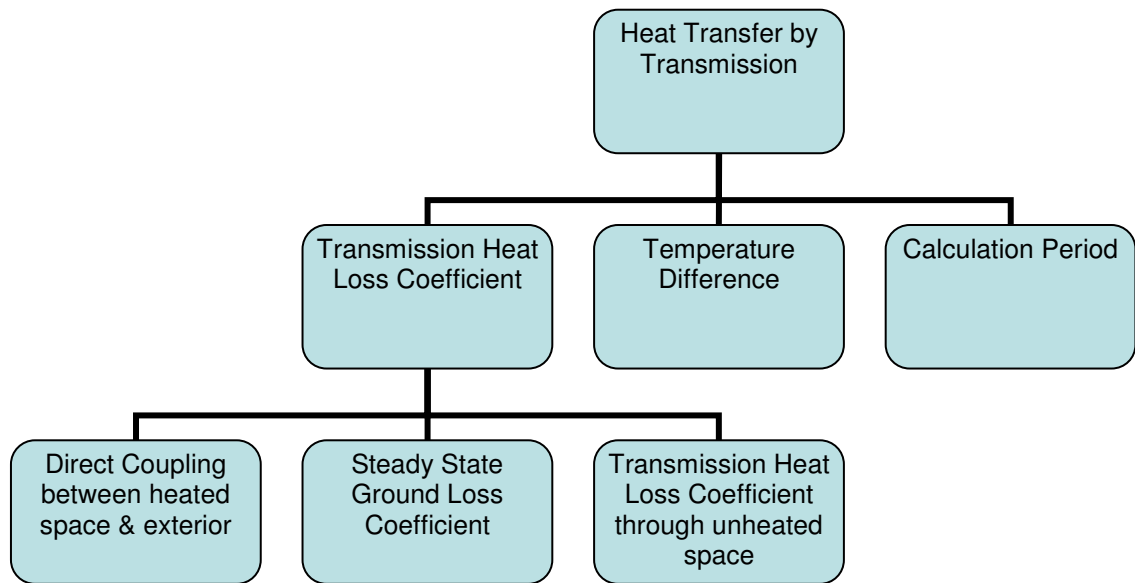 Heat Transfer by
Transmission
Transmission Heat
Loss Coefficient
Temperature
Difference
Calculation Period
Direct Coupling
between heated
space & exterior
Steady State
Ground Loss
Coefficient
Transmission Heat
Loss Coefficient
through unheated
space